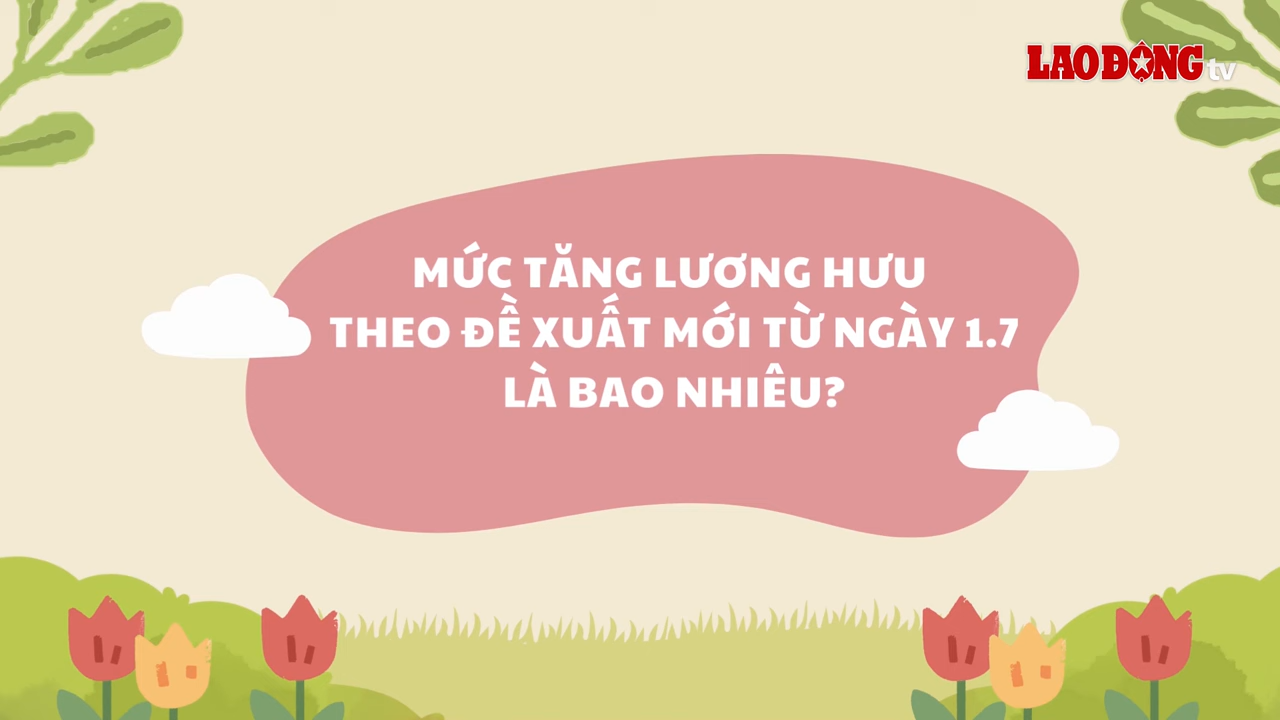 LAO ĐỘNG tv
MỨC TĂNG LƯƠNG HƯU
THEO ĐỀ XUẤT MỚI TỪ NGÀY 1.7
LÀ BAO NHIÊU?